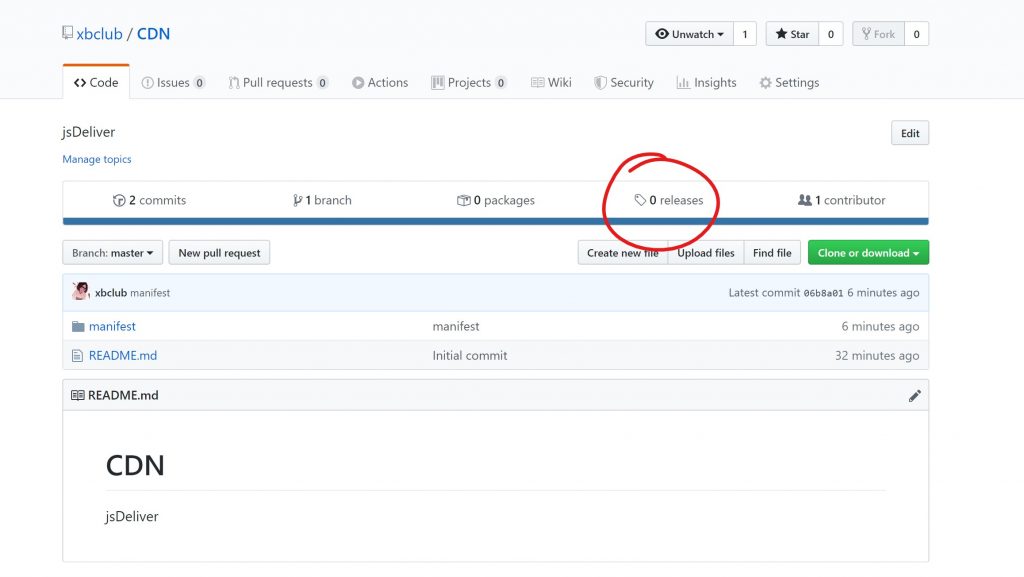 xbclub / CDN
Unwatch 1 Star 0 Fork 0
Code Issues 0 Pull requests 0 Actions Projects 0 Wiki Security Insights Settings
jsDeliver Edit
Manage topics
2 commits 1 branch 0 packages 0 releases 1 contributor
Branch: master New pull request Create new file Upload files Find file Clone or download
xbclub manifest Latest commit 06b8a01 6 minutes ago
manifest manifest 6 minutes ago
README.md Initial commit 32 minutes ago
README.md
CDN
jsDeliver